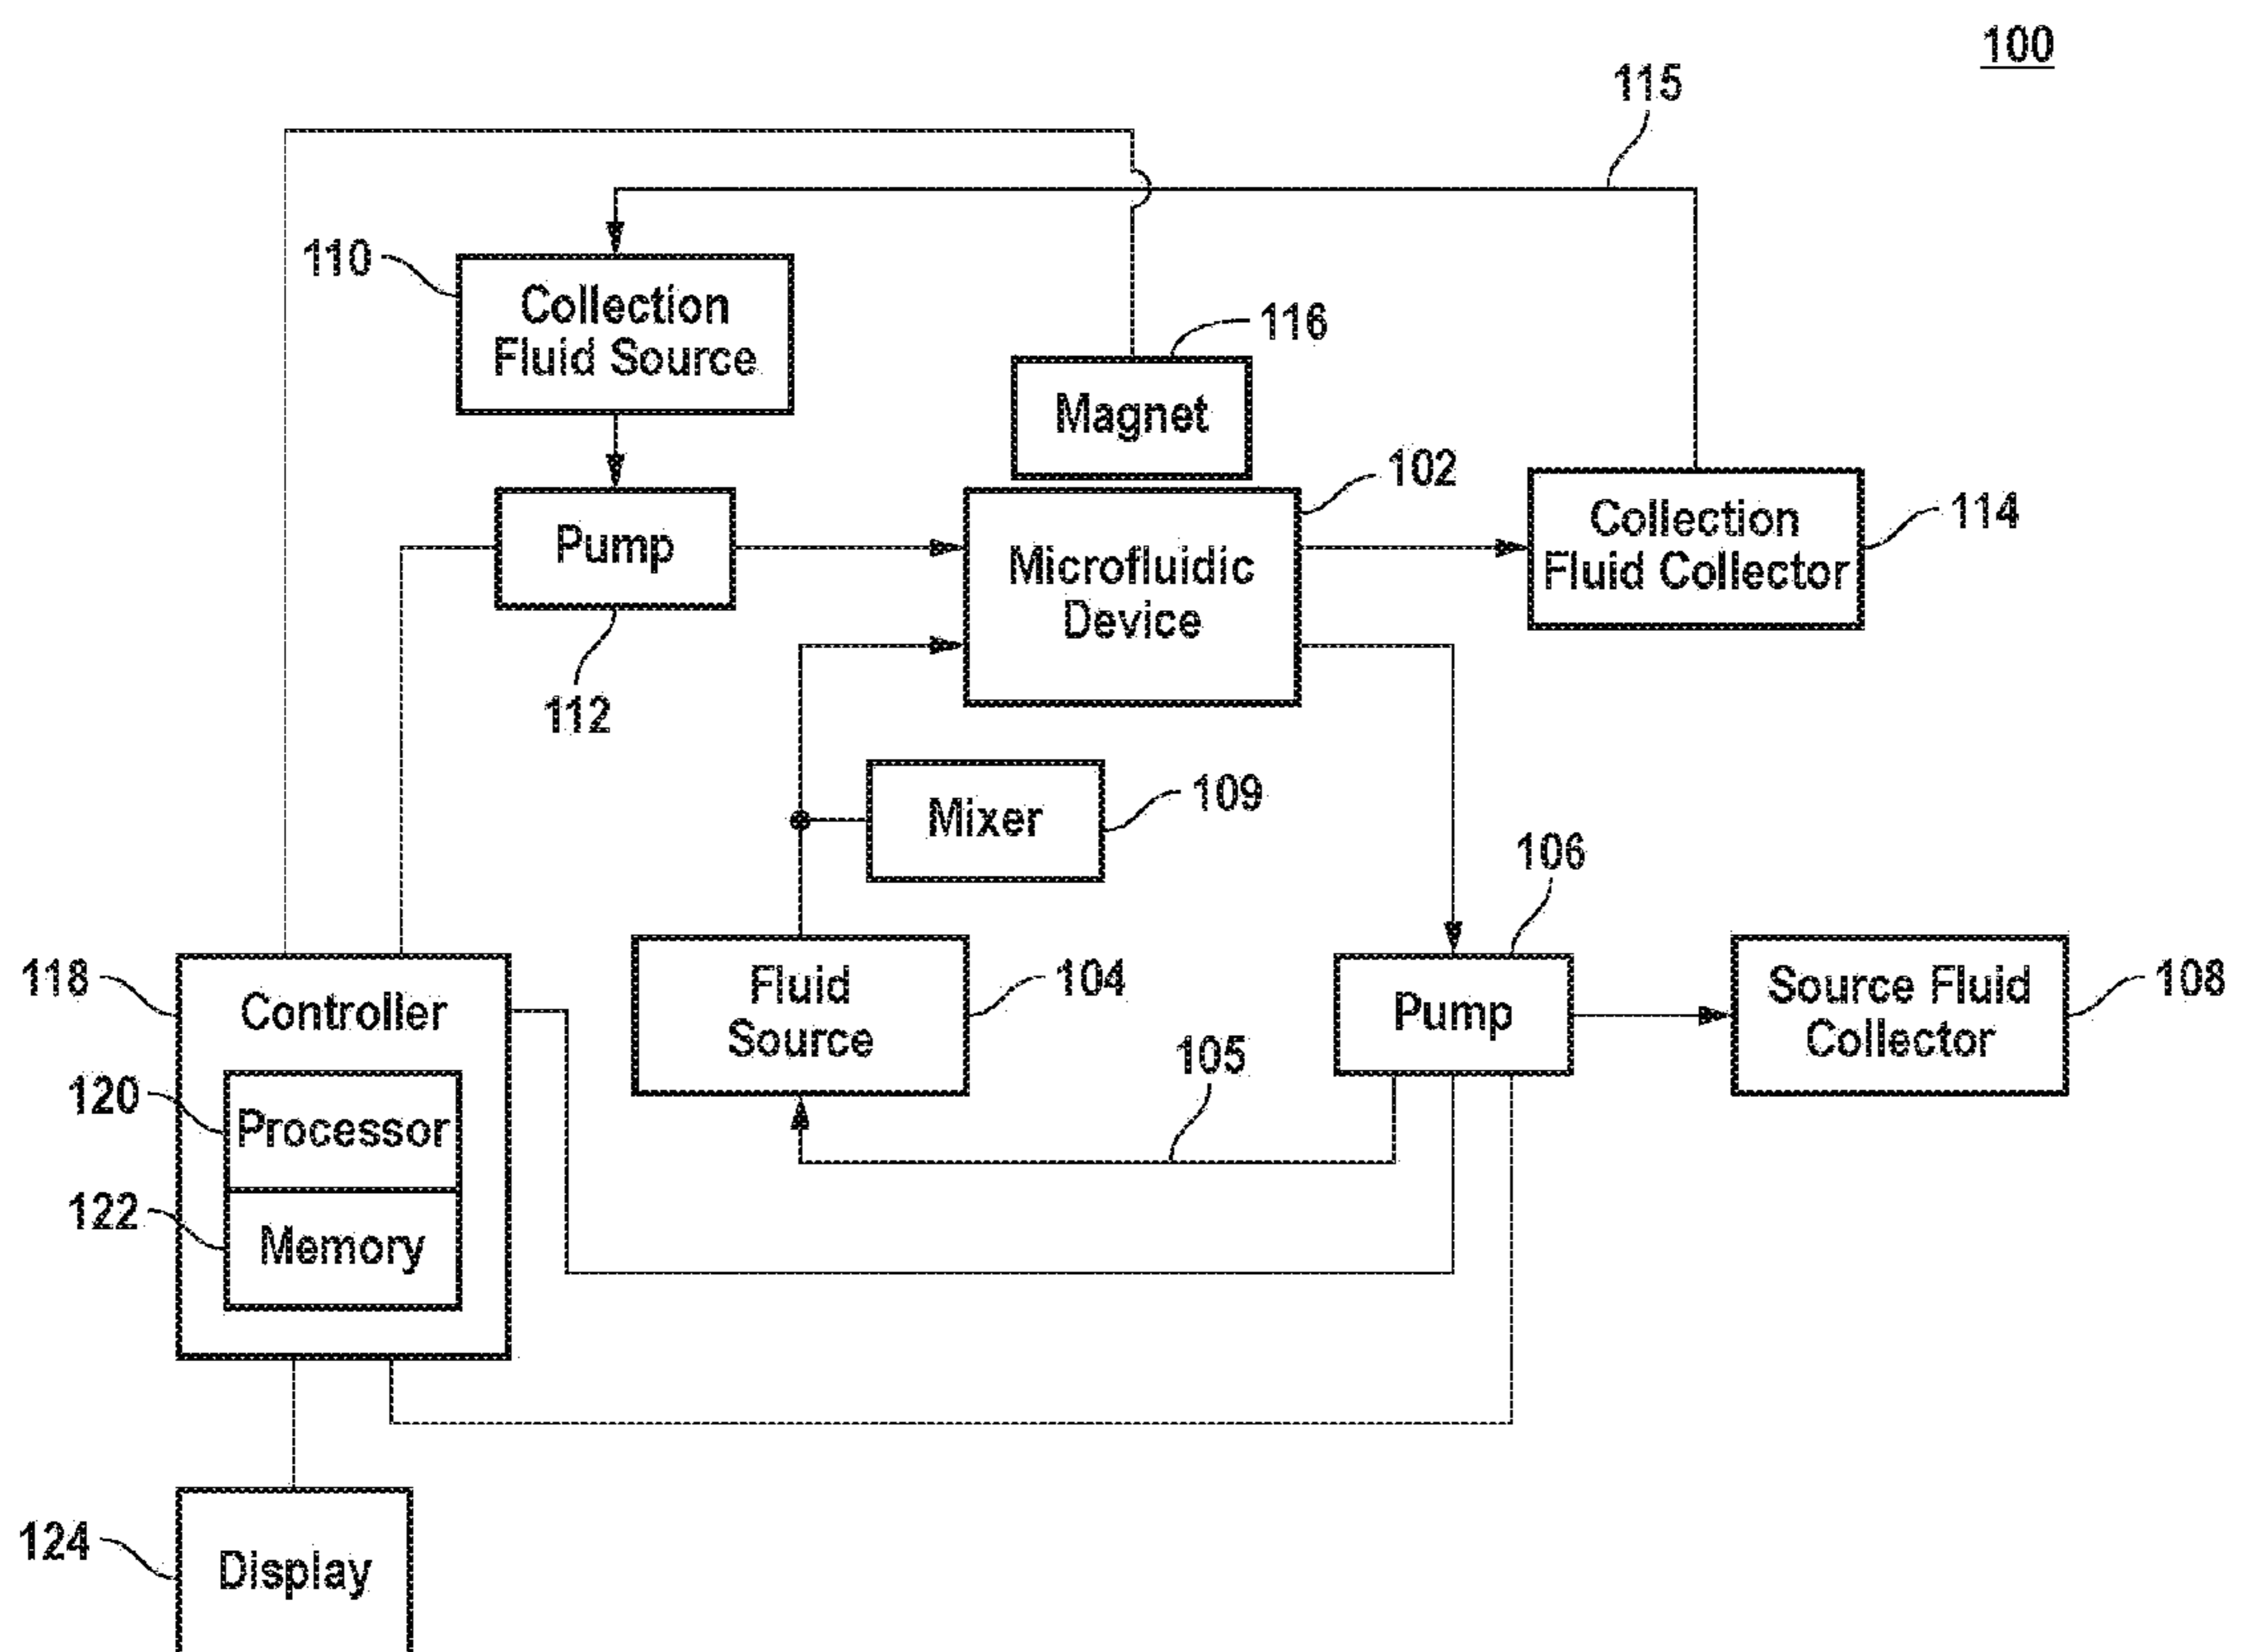 100
115
110
Collection
Fluid Source
116
Magnet
102
Collection
Fluid Collector
114
Pump
Microfluidic
Device
112
Mixer
109
106
118
Controller
Fluid
Source
104
Pump
Source Fluid
Collector
108
105
120
Processor
122
Memory
124
Display